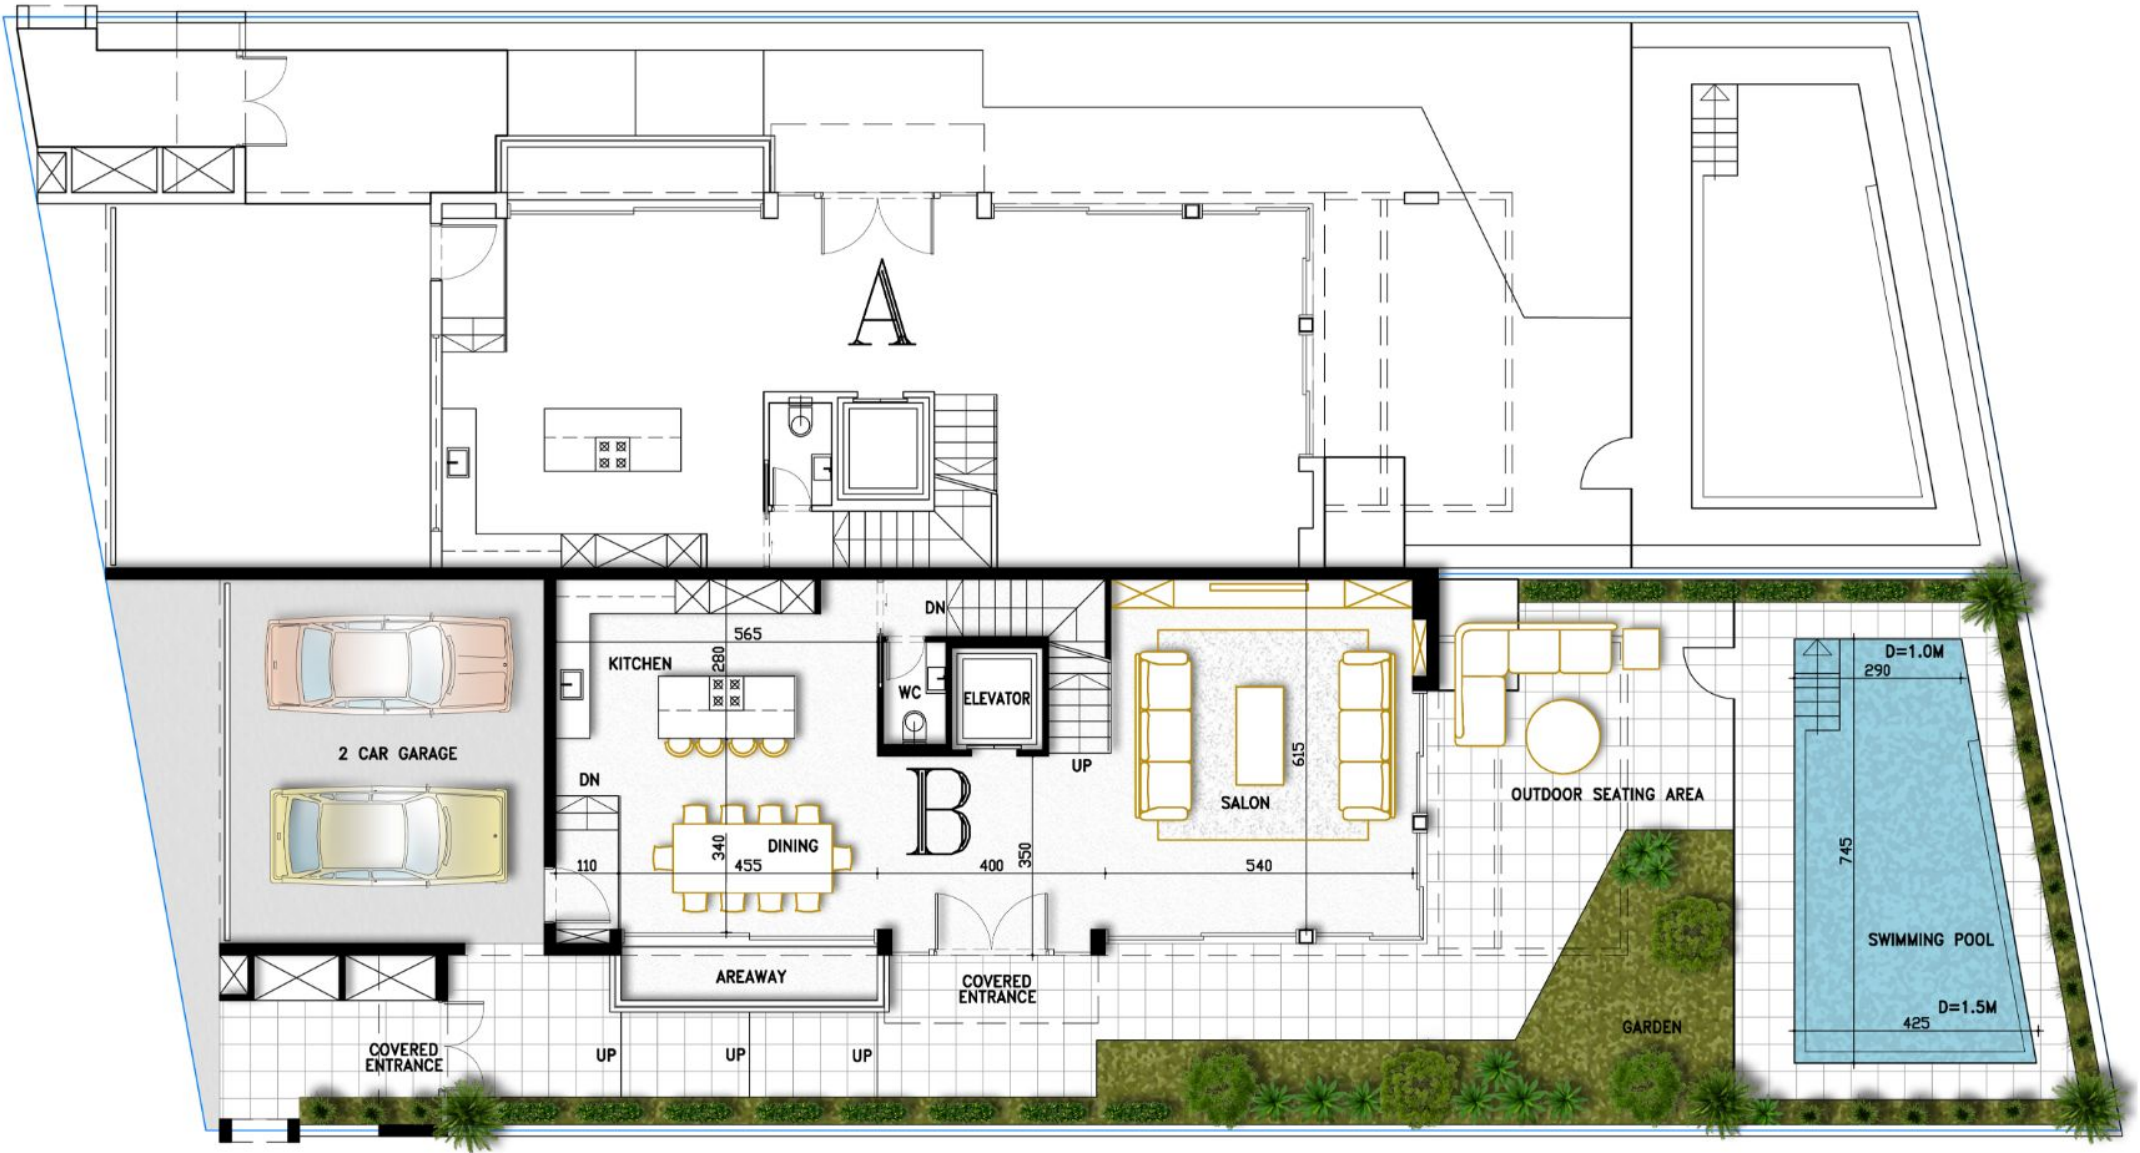 A
DN
565
KITCHEN
280
WC
ELEVATOR
D=1.0M
290
2 CAR GARAGE
DN
UP
615
SALON
OUTDOOR SEATING AREA
B
DINING
340
110
455
400
350
540
745
SWIMMING POOL
AREAWAY
COVERED
ENTRANCE
D=1.5M
425
GARDEN
COVERED
ENTRANCE
UP
UP
UP